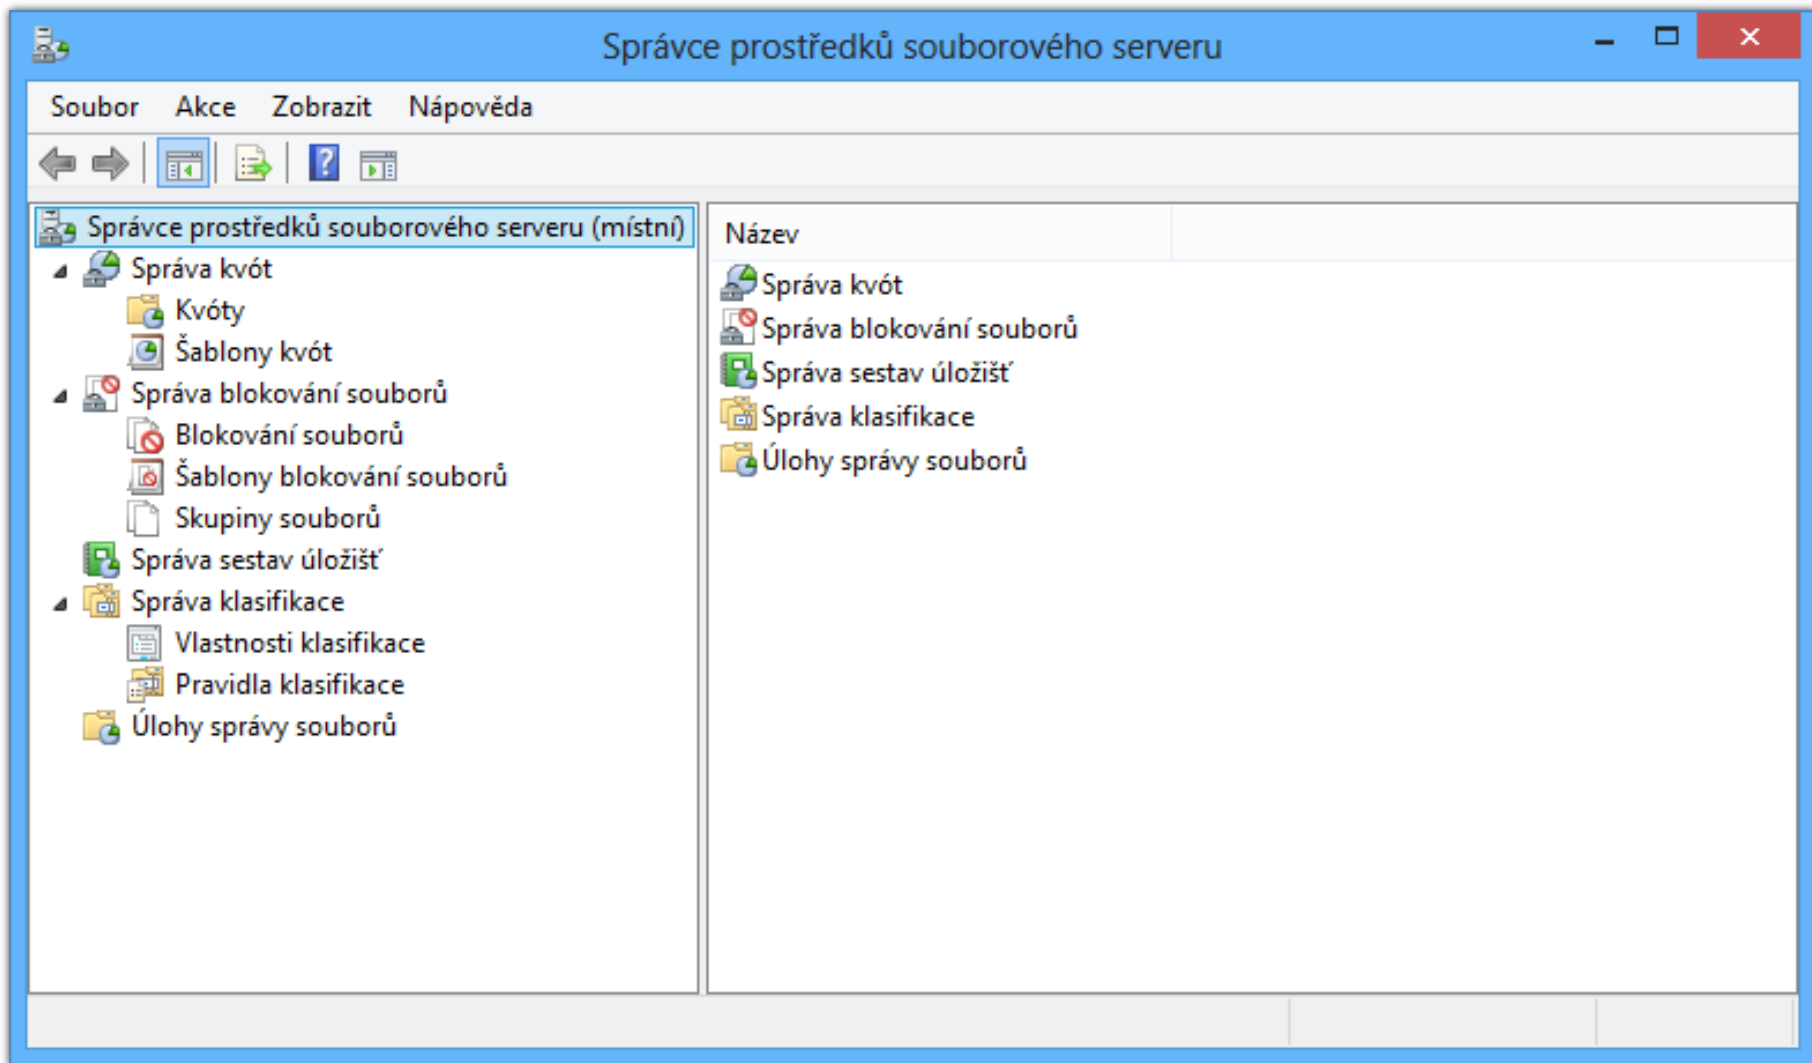 Správce prostředků souborového serveru
Soubor Akce Zobrazit Nápověda
Správce prostředků souborového serveru (místní)
Správa kvót
Kvóty
Šablony kvót
Správa blokování souborů
Blokování souborů
Šablony blokování souborů
Skupiny souborů
Správa sestav úložišť
Správa klasifikace
Vlastnosti klasifikace
Pravidla klasifikace
Úlohy správy souborů
Název
Správa kvót
Správa blokování souborů
Správa sestav úložišť
Správa klasifikace
Úlohy správy souborů